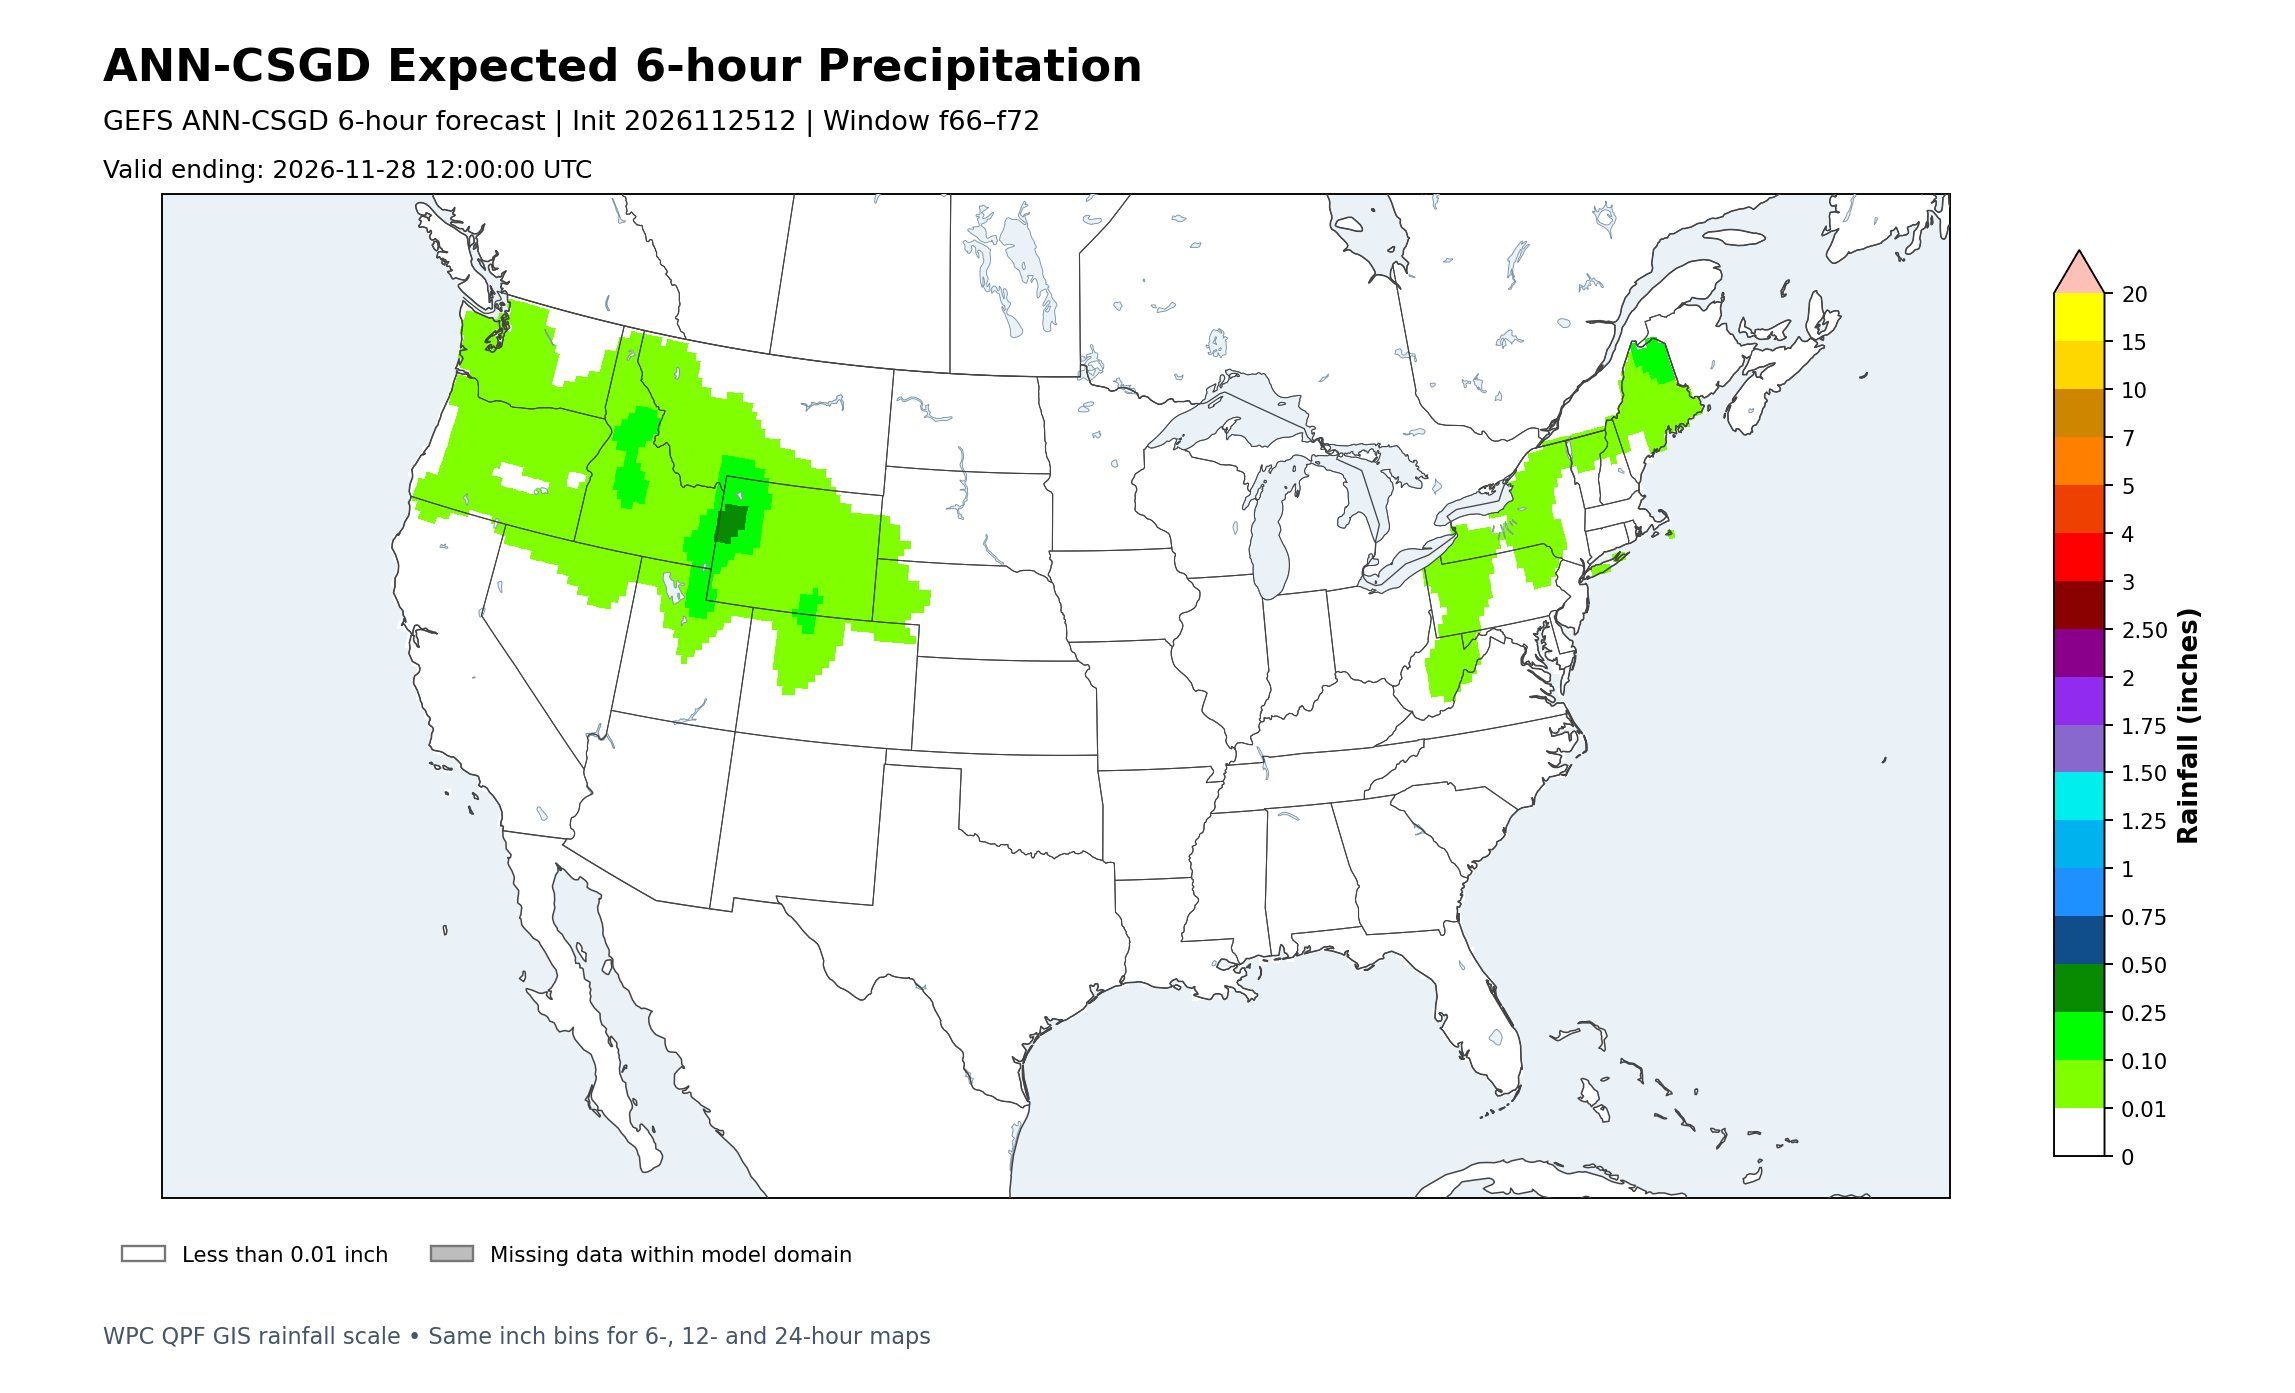 ANN-CSGD Expected 6-hour Precipitation
GEFS ANN-CSGD 6-hour forecast | Init 2026112512 | Window f66–f72
Valid ending: 2026-11-28 12:00:00 UTC
20
15
10
7
5
4
3
2.50
2
1.75
1.50
1.25
1
0.75
0.50
0.25
0.10
0.01
0
Rainfall (inches)
Less than 0.01 inch
Missing data within model domain
WPC QPF GIS rainfall scale • Same inch bins for 6-, 12- and 24-hour maps